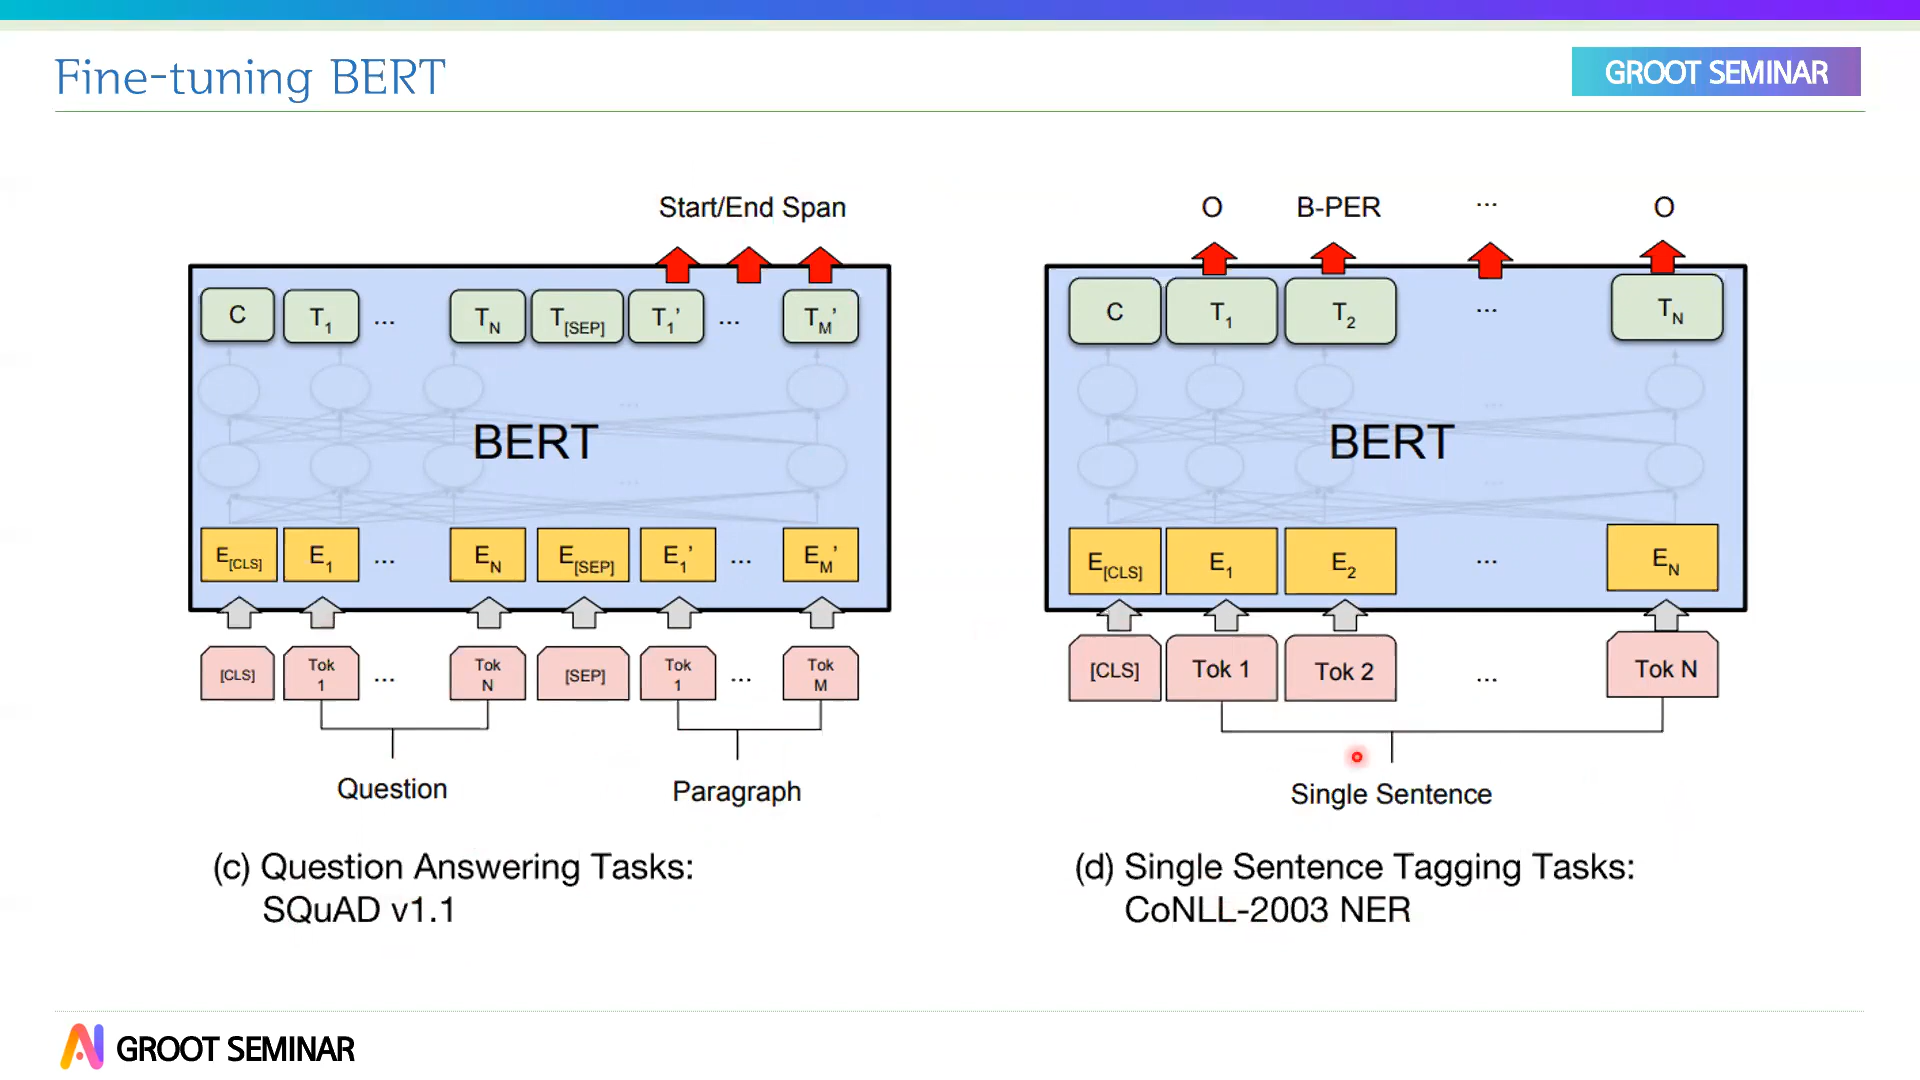 Fine-tuning BERT
GROOT SEMINAR
Start/End Span
C T1 ... TN T[SEP] T1' ... TM'
BERT
E[CLS] E1 ... EN E[SEP] E1' ... EM'
[CLS] Tok 1 ... Tok N [SEP] Tok 1 ... Tok M
Question Paragraph
(c) Question Answering Tasks:
SQuAD v1.1
O B-PER ... O
C T1 T2 ... TN
BERT
E[CLS] E1 E2 ... EN
[CLS] Tok 1 Tok 2 ... Tok N
Single Sentence
(d) Single Sentence Tagging Tasks:
CoNLL-2003 NER
AI GROOT SEMINAR